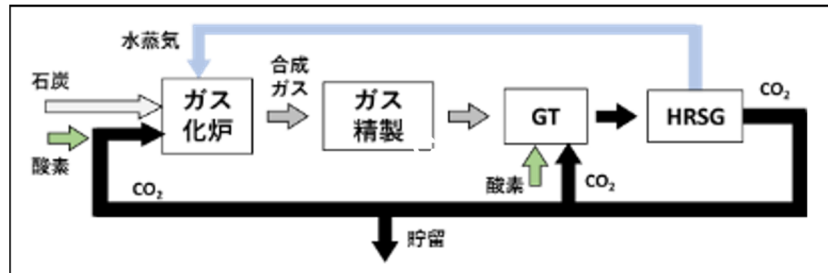 水蒸気
石炭
酸素
ガス
化炉
合成
ガス
ガス
精製
GT
酸素
HRSG
CO₂
CO₂
CO₂
貯留